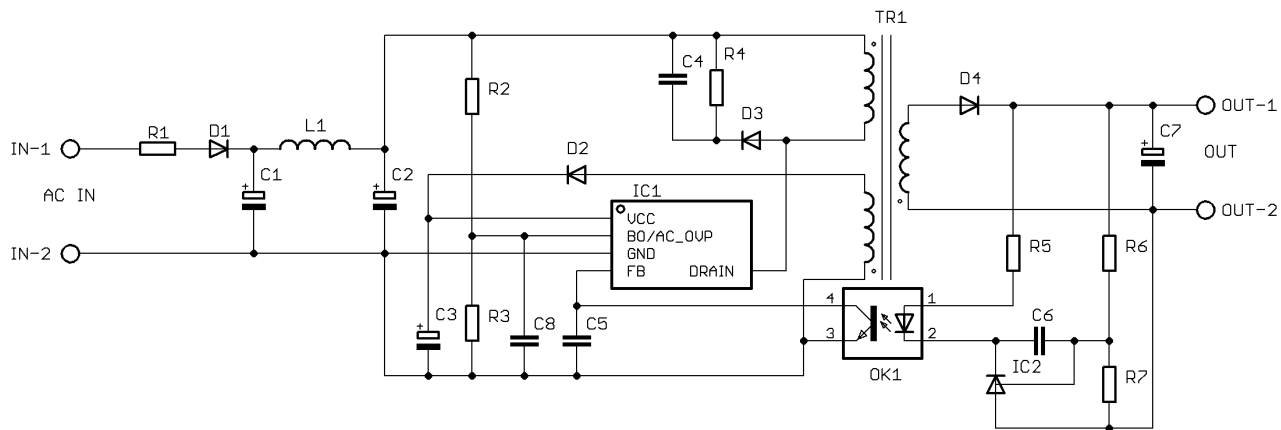 TR1
C4
R4
R2
D3
D4
OUT-1
C7
+
OUT
OUT-2
IN-1
R1
D1
L1
+
C1
+
C2
AC IN
IN-2
D2
IC1
VCC
BO/AC_OVP
GND
FB
DRAIN
R5
R6
+
C3
R3
C8
C5
4
3
1
2
OK1
C6
IC2
R7